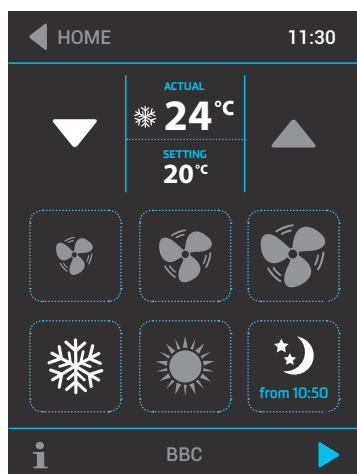 HOME 11:30
ACTUAL
24°C
SETTING
20°C
from 10:50
i BBC